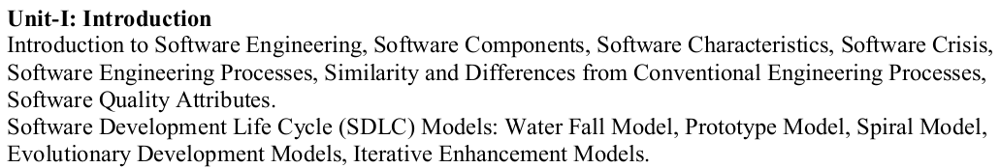 Unit-I: Introduction
Introduction to Software Engineering, Software Components, Software Characteristics, Software Crisis,
Software Engineering Processes, Similarity and Differences from Conventional Engineering Processes,
Software Quality Attributes.
Software Development Life Cycle (SDLC) Models: Water Fall Model, Prototype Model, Spiral Model,
Evolutionary Development Models, Iterative Enhancement Models.